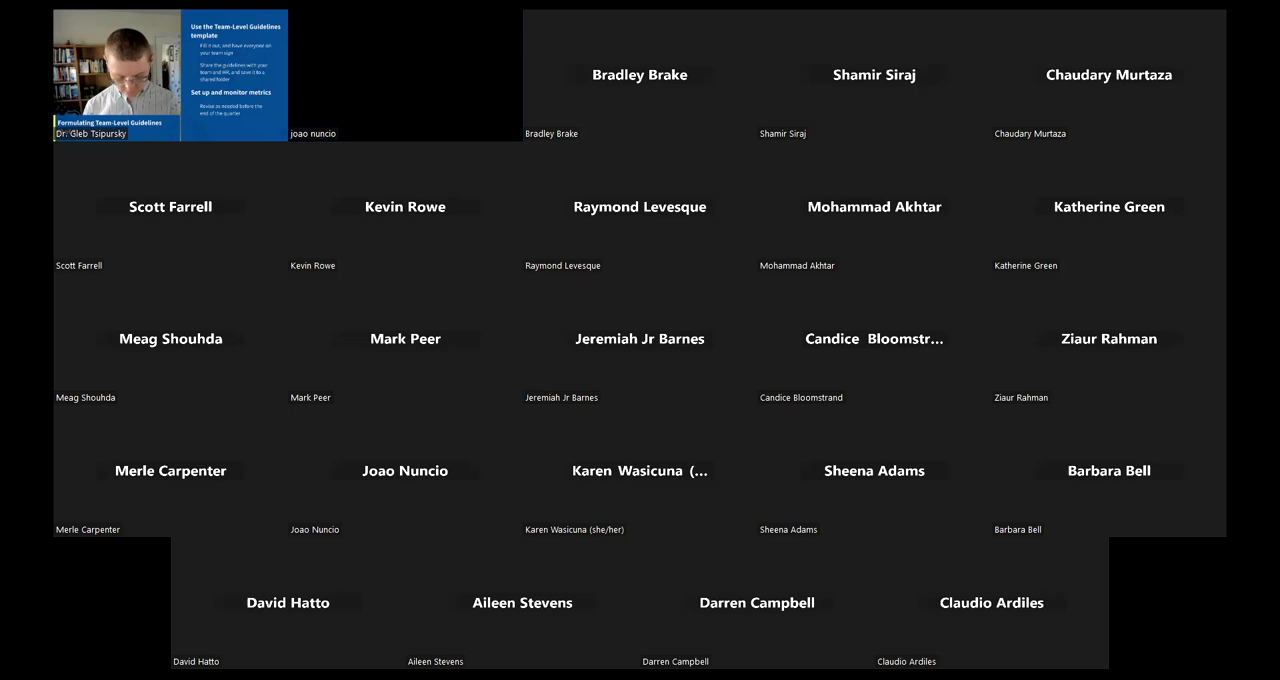 Use the Team-Level Guidelines
template
Fill it out, and have everyone on
your team sign
Share the guidelines with your
team and HR, and save it to a
shared folder
Set up and monitor metrics
Revise as needed before the
end of the quarter
Formulating Team-Level Guidelines
Dr. Gleb Tsipursky
joao nuncio
Bradley Brake
Bradley Brake
Shamir Siraj
Shamir Siraj
Chaudary Murtaza
Chaudary Murtaza
Scott Farrell
Scott Farrell
Kevin Rowe
Kevin Rowe
Raymond Levesque
Raymond Levesque
Mohammad Akhtar
Mohammad Akhtar
Katherine Green
Katherine Green
Meag Shouhda
Meag Shouhda
Mark Peer
Mark Peer
Jeremiah Jr Barnes
Jeremiah Jr Barnes
Candice Bloomstr...
Candice Bloomstrand
Ziaur Rahman
Ziaur Rahman
Merle Carpenter
Merle Carpenter
Joao Nuncio
Joao Nuncio
Karen Wasicuna (...
Karen Wasicuna (she/her)
Sheena Adams
Sheena Adams
Barbara Bell
Barbara Bell
David Hatto
David Hatto
Aileen Stevens
Aileen Stevens
Darren Campbell
Darren Campbell
Claudio Ardiles
Claudio Ardiles